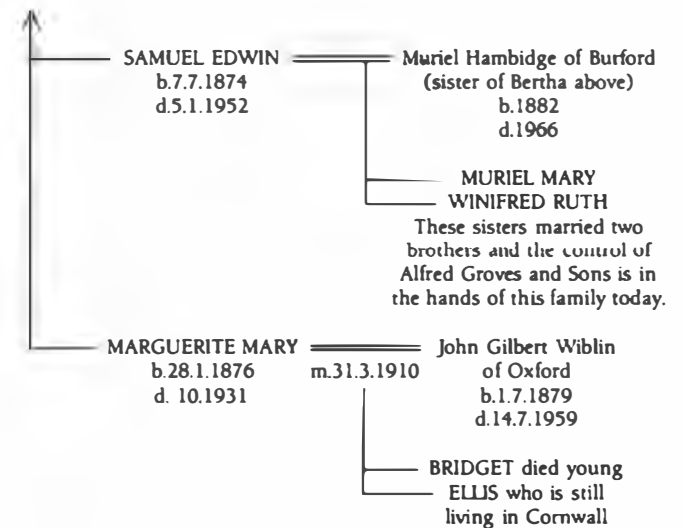 SAMUEL EDWIN
b.7.7.1874
d.5.1.1952
Muriel Hambidge of Burford
(sister of Bertha above)
b.1882
d.1966
MURIEL MARY
WINIFRED RUTH
These sisters married two
brothers and the control of
Alfred Groves and Sons is in
the hands of this family today.
MARGUERITE MARY
b.28.1.1876
d. 10.1931
m.31.3.1910
John Gilbert Wiblin
of Oxford
b.1.7.1879
d.14.7.1959
BRIDGET died young
ELLIS who is still
living in Cornwall